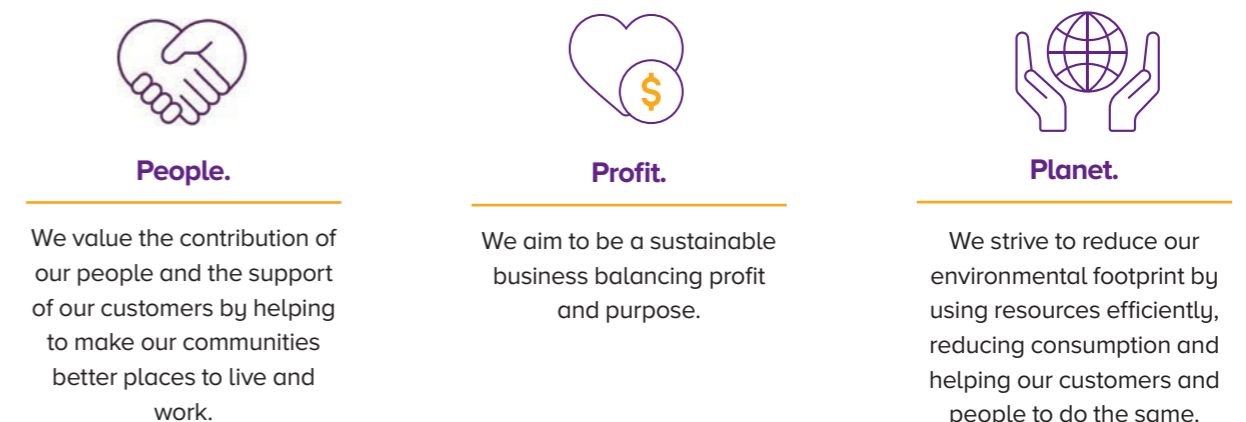 $
People.
We value the contribution of
our people and the support
of our customers by helping
to make our communities
better places to live and
work.
Profit.
We aim to be a sustainable
business balancing profit
and purpose.
Planet.
We strive to reduce our
environmental footprint by
using resources efficiently,
reducing consumption and
helping our customers and
people to do the same.